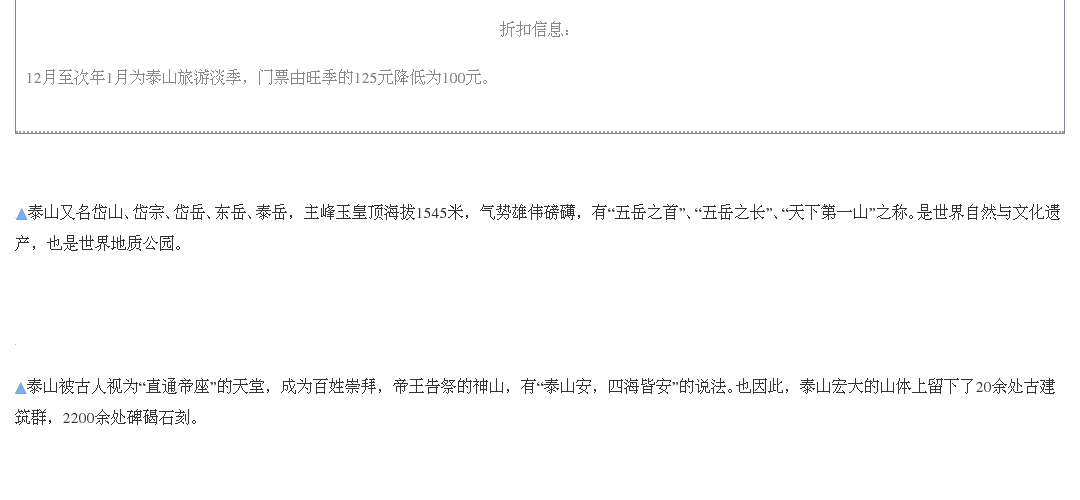 折扣信息：
12月至次年1月为泰山旅游淡季，门票由旺季的125元降低为100元。
▲泰山又名岱山、岱宗、岱岳、东岳、泰岳，主峰玉皇顶海拔1545米，气势雄伟磅礴，有“五岳之首”、“五岳之长”、“天下第一山”之称。是世界自然与文化遗
产，也是世界地质公园。
▲泰山被古人视为“直通帝座”的天堂，成为百姓崇拜，帝王告祭的神山，有“泰山安，四海皆安”的说法。也因此，泰山宏大的山体上留下了20余处古建
筑群，2200余处碑碣石刻。